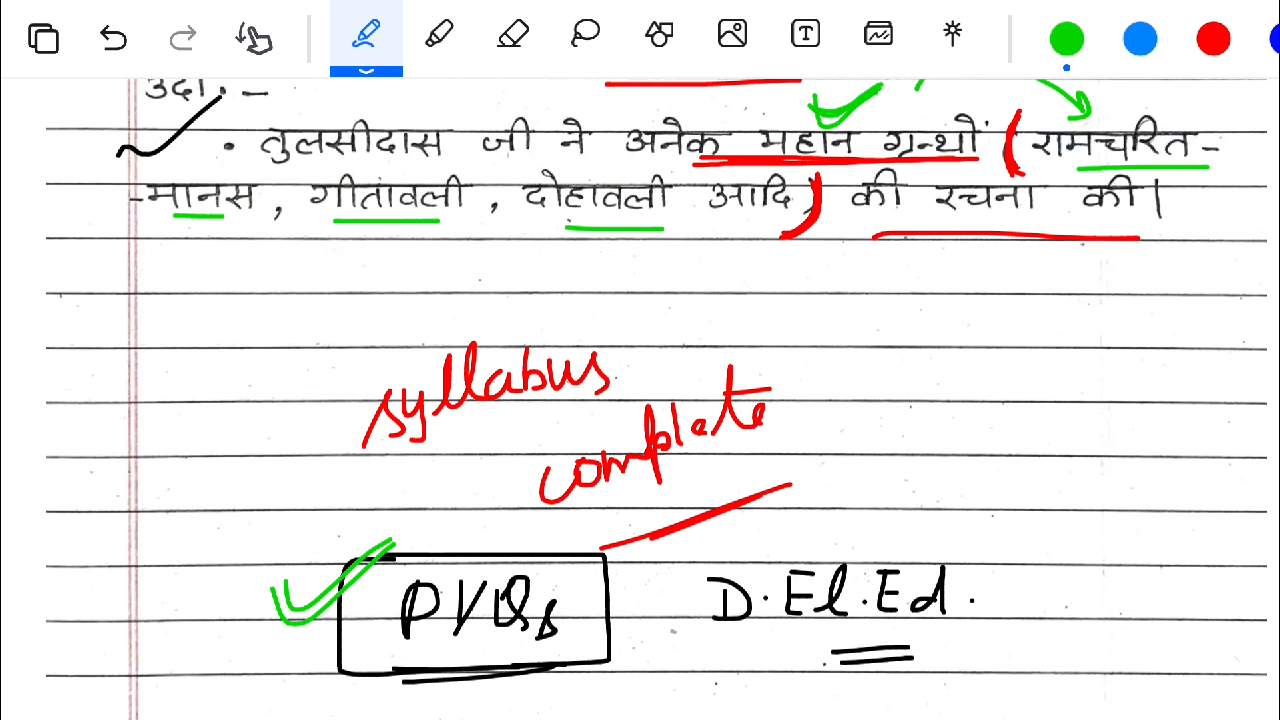 उदा. –
• तुलसीदास जी ने अनेक महान ग्रन्थों (रामचरित-
-मानस, गीतावली, दोहावली आदि) की रचना की|
syllabus
complete
PYQs D.El.Ed.